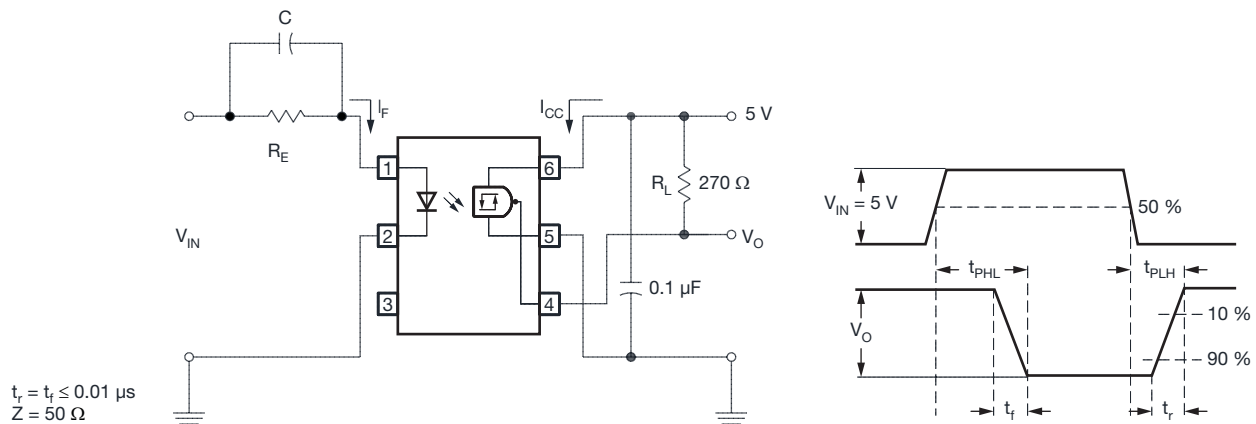 C
R_E
I_F
I_CC
5 V
1
2
3
6
5
4
R_L
270 Ω
V_IN
V_O
0.1 μF
t_r = t_f ≤ 0.01 μs
Z = 50 Ω
V_IN = 5 V
50 %
t_PHL
t_PLH
V_O
10 %
90 %
t_f
t_r